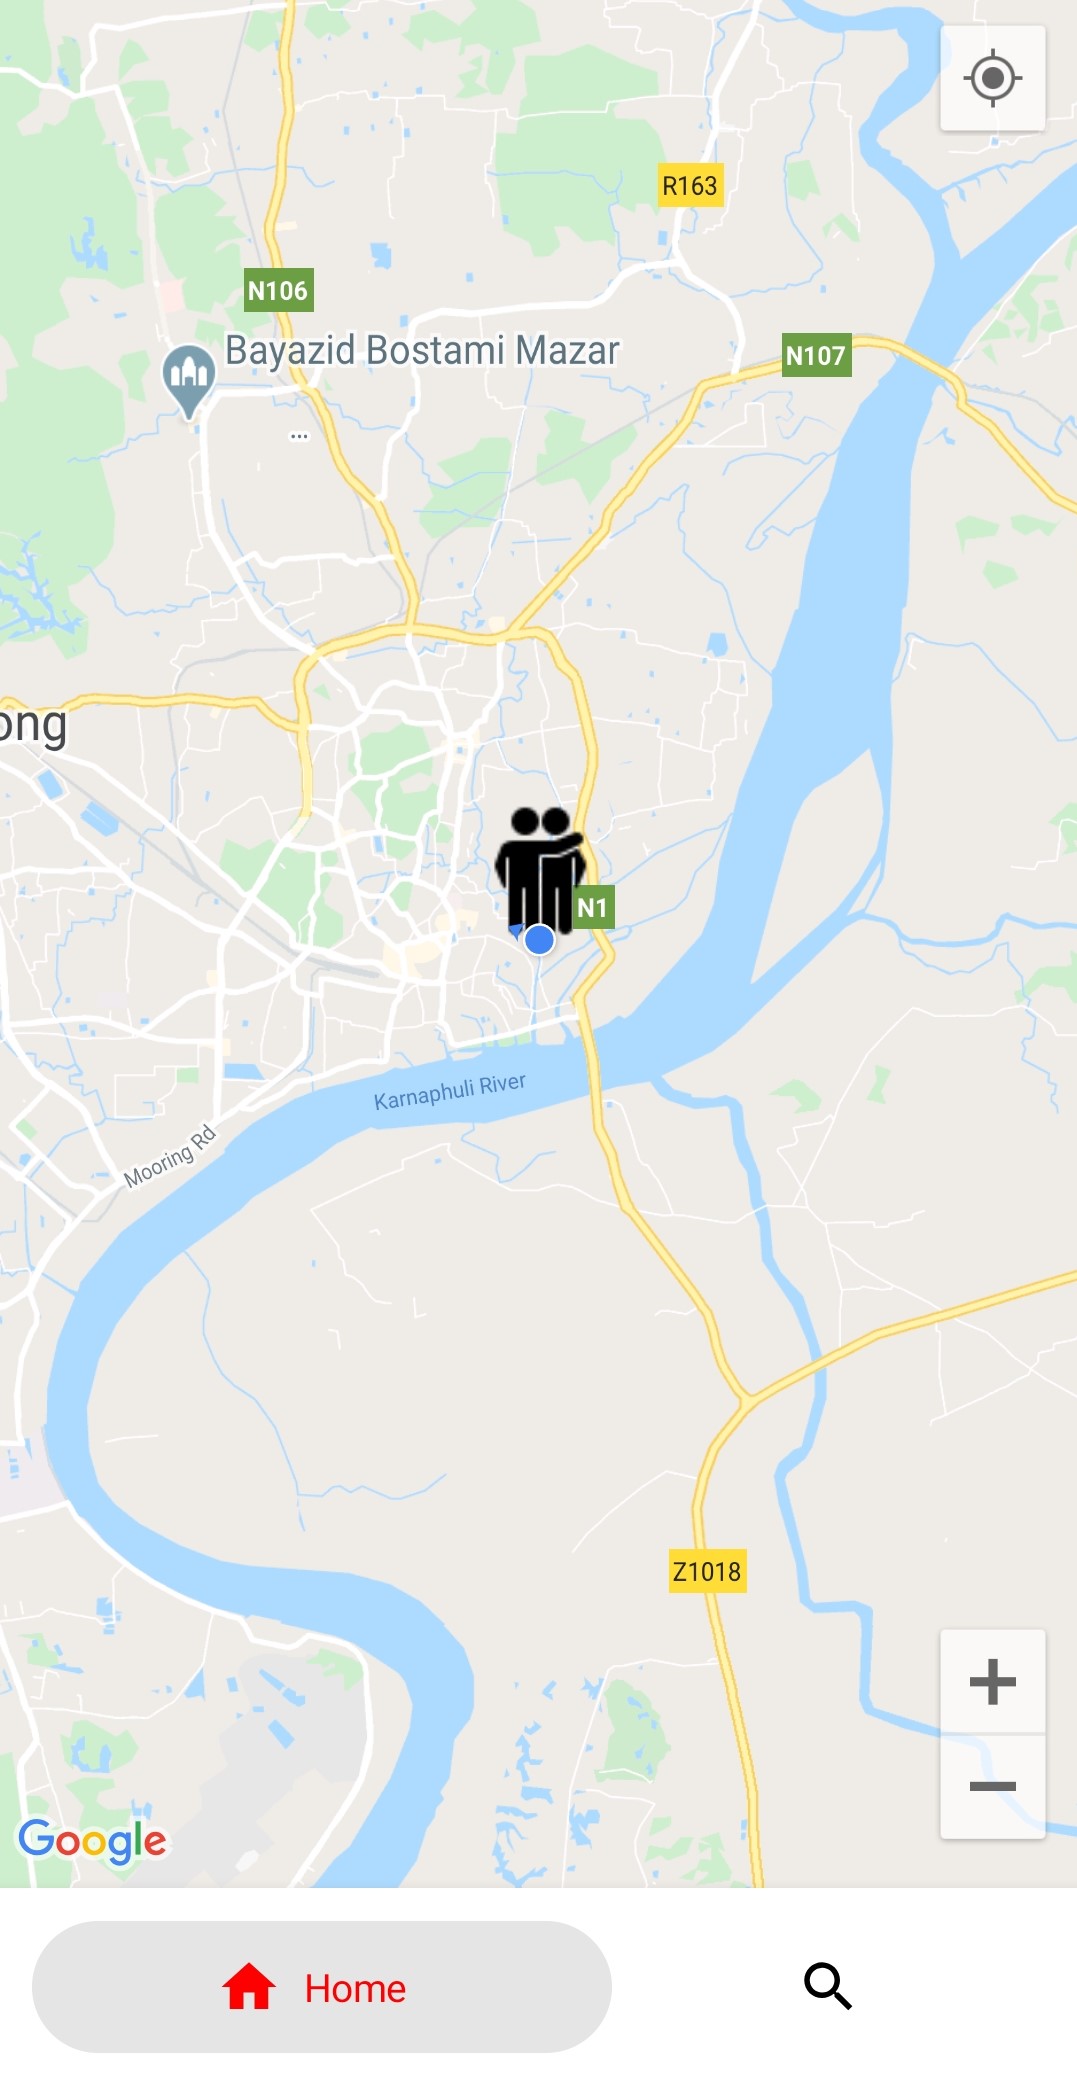 R163
N106
Bayazid Bostami Mazar
N107
...
ong
N1
Karnaphuli River
Mooring Rd
Z1018
Google
Home